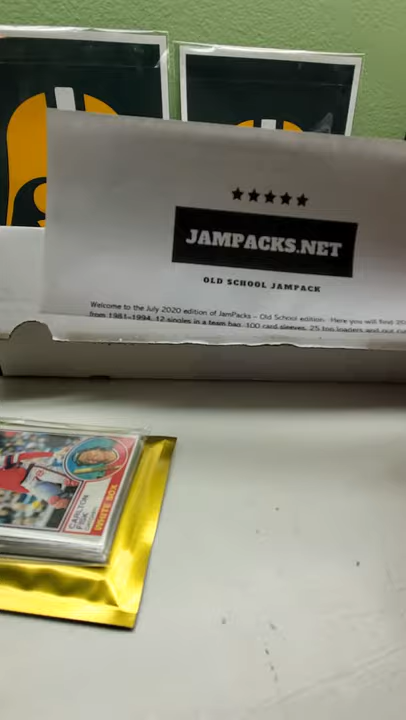 ★★★★★
JAMPACKS.NET
OLD SCHOOL JAMPACK
Welcome to the July 2020 edition of JamPacks – Old School edition. Here you will find
from 1981-1994, 12 singles in a team bag, 100 card sleeves, 25 top loaders and our
CARLTON
FISK
WHITE SOX